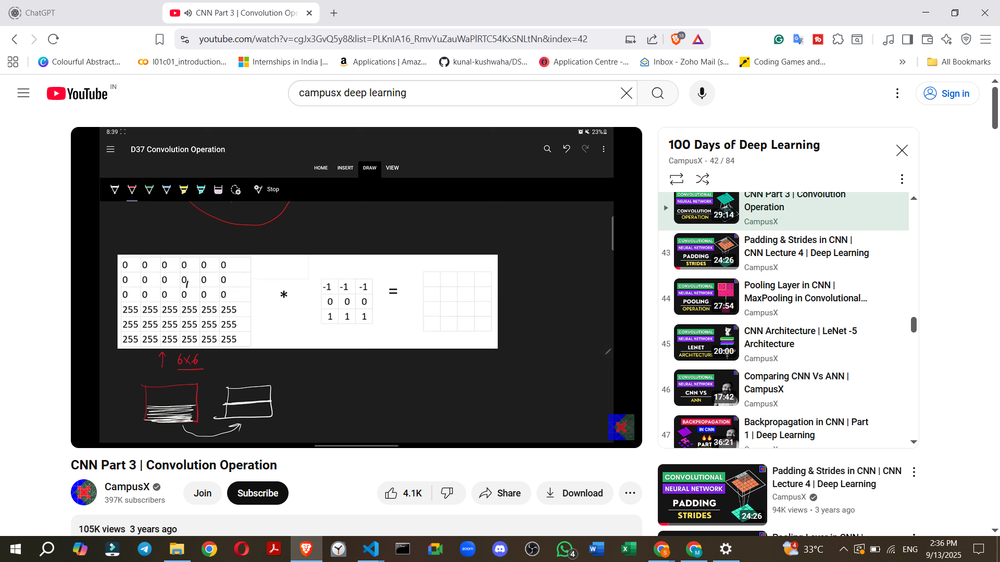 ChatGPT
CNN Part 3 | Convolution Ope
youtube.com/watch?v=cgJx3GvQ5y8&list=PLKnIA16_RmvYuZauWaPlRTC54KxSNLtNn&index=42
18
Colourful Abstract...
l01c01_introduction...
Internships in India |...
Applications | Amaz...
kunal-kushwaha/DS...
Application Centre -...
Inbox - Zoho Mail (s...
Coding Games and...
All Bookmarks
YouTube IN
campusx deep learning
Sign in
8:39
23%
D37 Convolution Operation
HOME INSERT DRAW VIEW
Stop
0 0 0 0 0 0
0 0 0 0 0 0
0 0 0 0 0 0
255 255 255 255 255 255
255 255 255 255 255 255
255 255 255 255 255 255
*
-1 -1 -1
0 0 0
1 1 1
=
6x6
CNN Part 3 | Convolution Operation
CampusX
397K subscribers
Join
Subscribe
4.1K
Share
Download
105K views 3 years ago
100 Days of Deep Learning
CampusX - 42 / 84
CONVOLUTIONAL
NEURAL NETWORK
CONVOLUTION
OPERATION
29:14
CNN Part 3 | Convolution
Operation
CampusX
43
CONVOLUTIONAL
NEURAL NETWORK
PADDING
STRIDES
24:26
Padding & Strides in CNN |
CNN Lecture 4 | Deep Learning
CampusX
44
CONVOLUTIONAL
NEURAL NETWORK
POOLING
OPERATION
27:54
Pooling Layer in CNN |
MaxPooling in Convolutional...
CampusX
45
CONVOLUTIONAL
NEURAL NETWORK
LENET
ARCHITECTURE
20:00
CNN Architecture | LeNet -5
Architecture
CampusX
46
CONVOLUTIONAL
NEURAL NETWORK
CNN VS
ANN
17:42
Comparing CNN Vs ANN |
CampusX
CampusX
47
BACKPROPAGATION
IN CNN
PART
36:21
Backpropagation in CNN | Part
1 | Deep Learning
CONVOLUTIONAL
NEURAL NETWORK
PADDING
STRIDES
24:26
Padding & Strides in CNN | CNN
Lecture 4 | Deep Learning
CampusX
94K views • 3 years ago
zoom
4
4
33°C
ENG
2:36 PM
9/13/2025